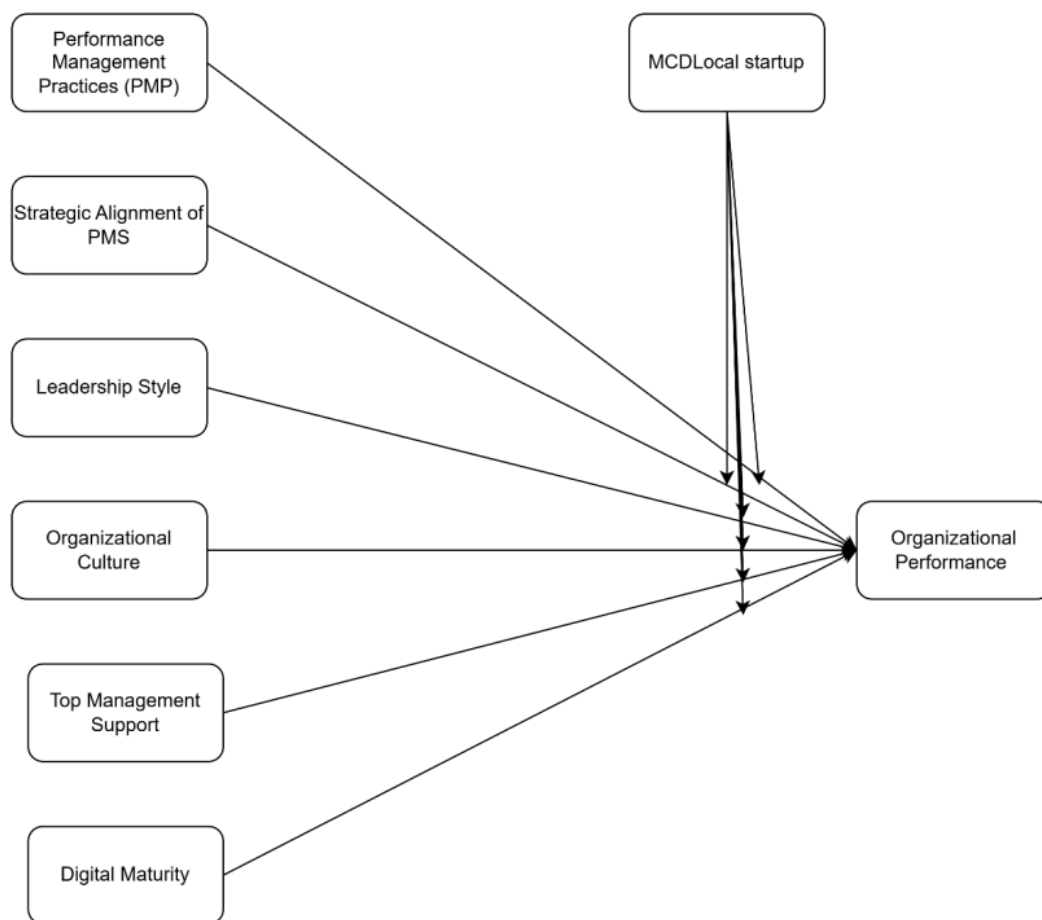 Performance
Management
Practices (PMP)
MCDLocal startup
Strategic Alignment of
PMS
Leadership Style
Organizational
Culture
Organizational
Performance
Top Management
Support
Digital Maturity